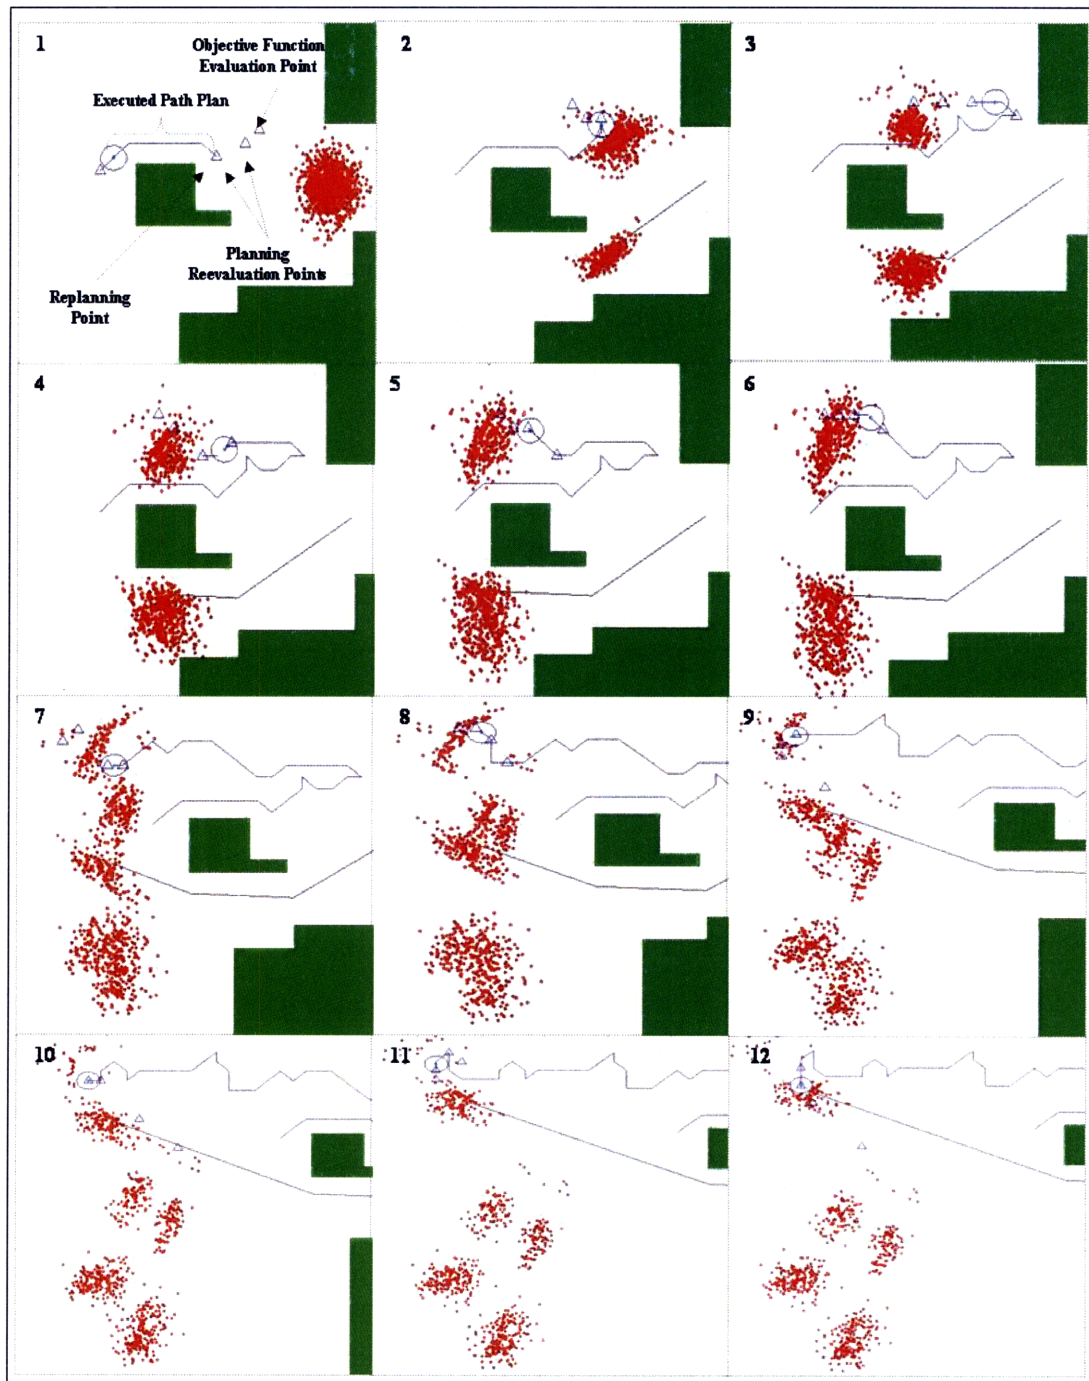 1
Objective Function
Evaluation Point
Executed Path Plan
Planning
Reevaluation Points
Replanning
Point
2
3
4
5
6
7
8
9
10
11
12